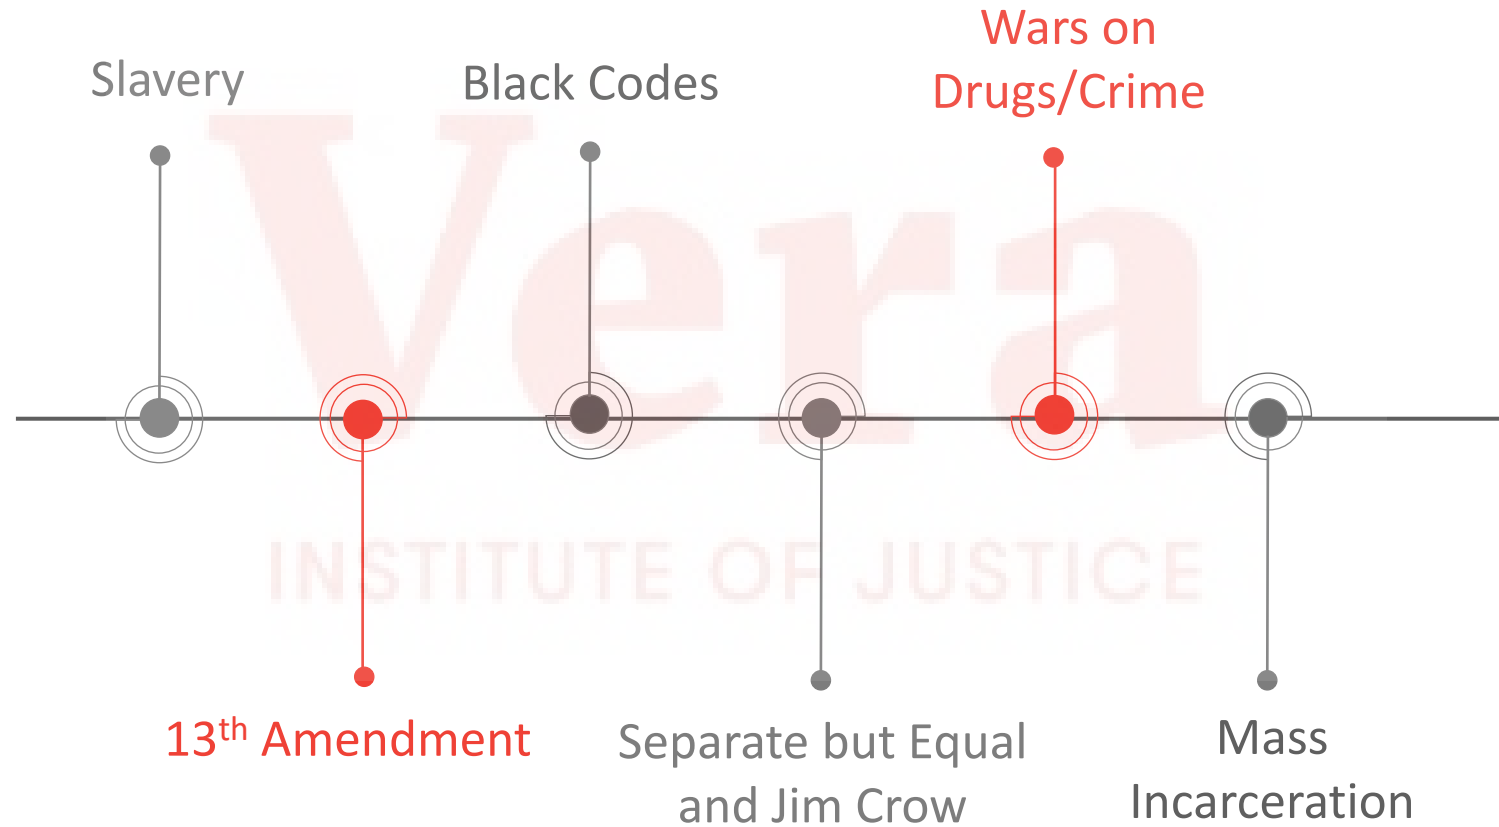 Slavery
Black Codes
Wars on
Drugs/Crime
Vera
INSTITUTE OF JUSTICE
13th Amendment
Separate but Equal
and Jim Crow
Mass
Incarceration